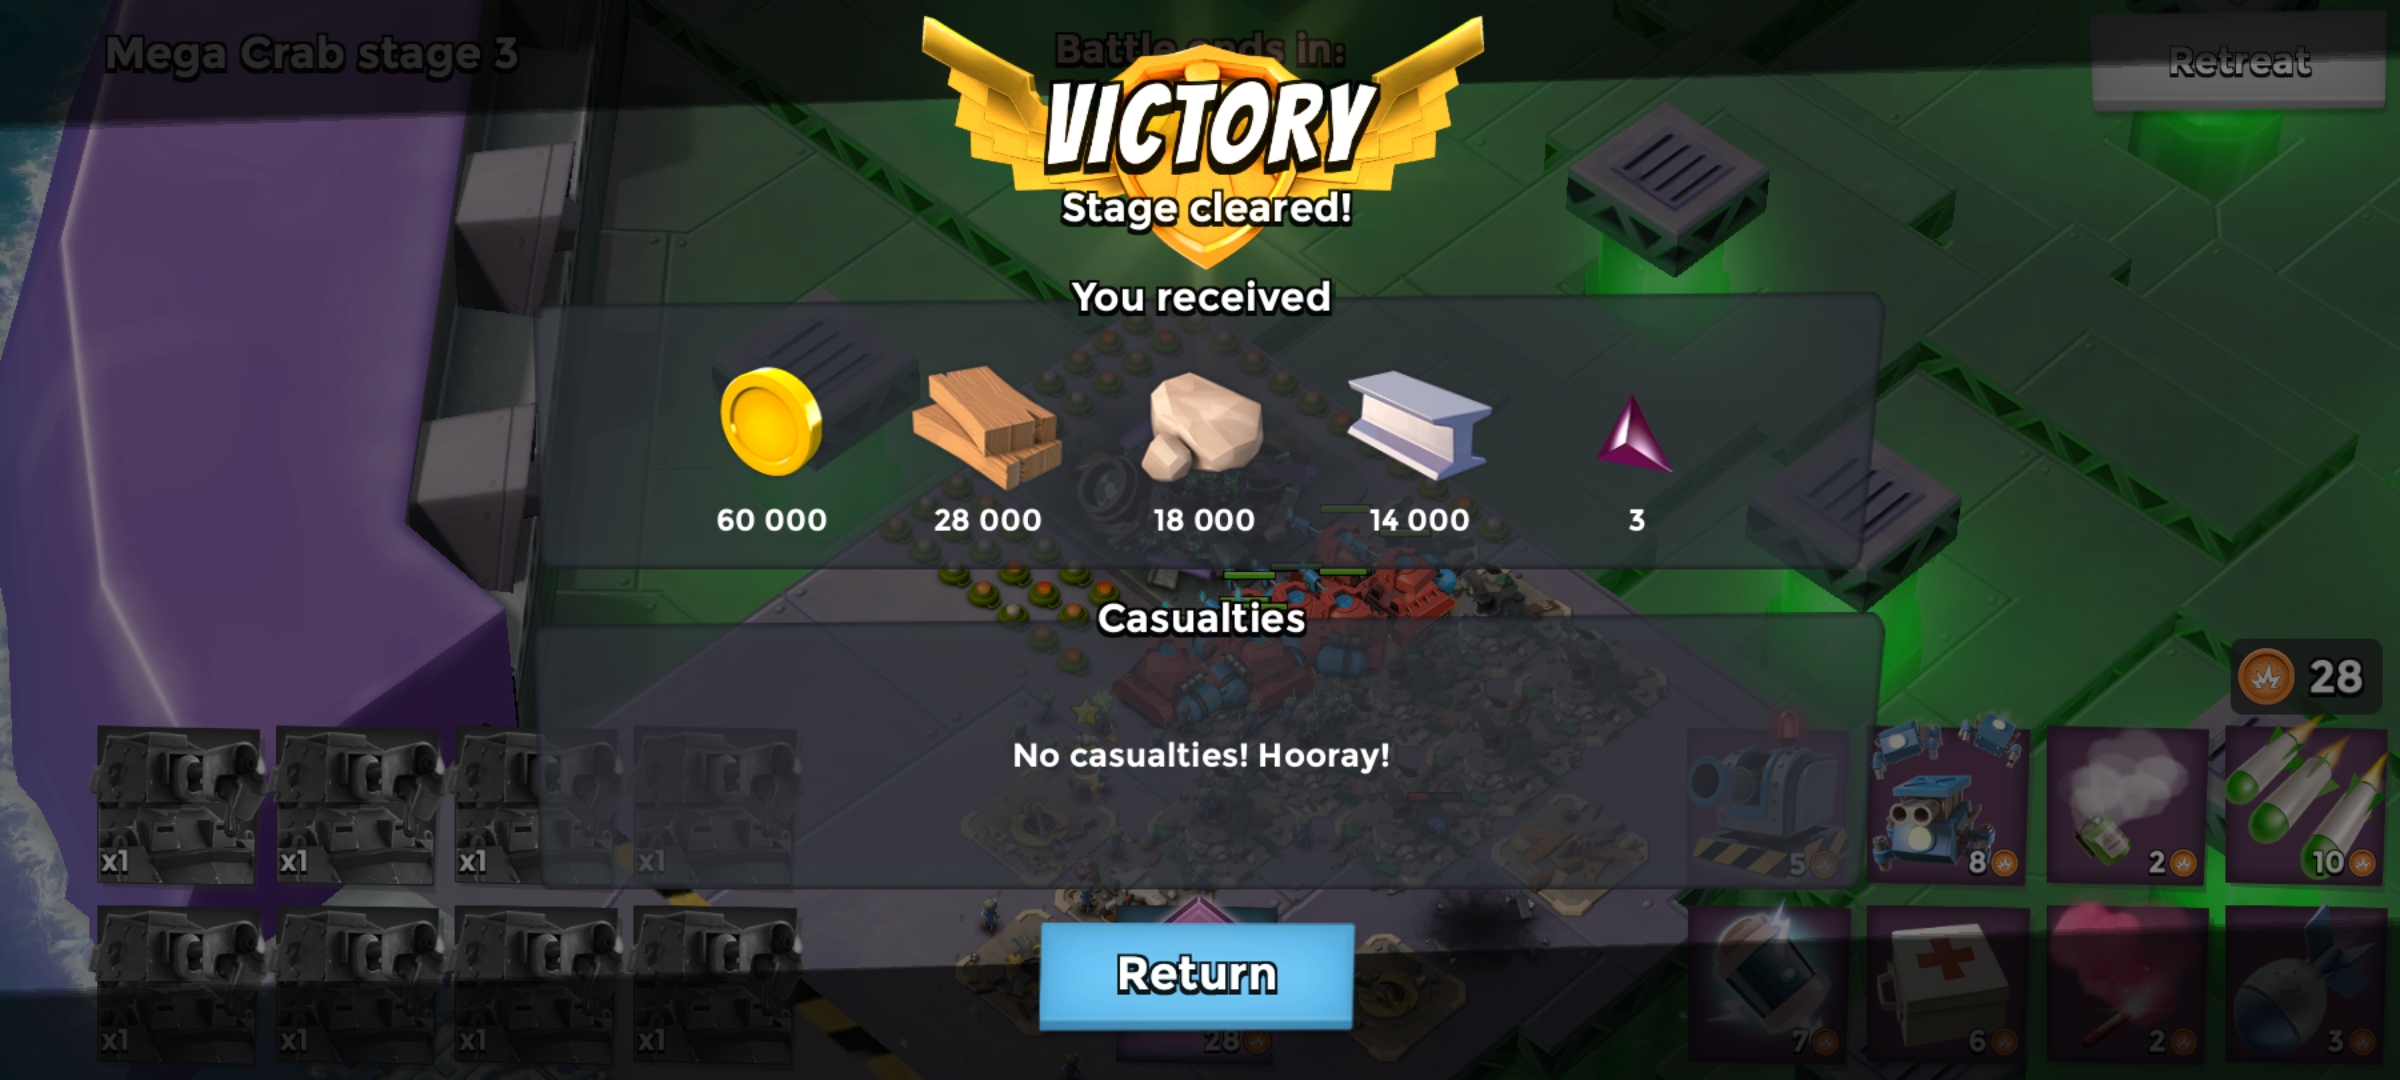 Mega Crab stage 3
Battle ends in:
Retreat
VICTORY
Stage cleared!
You received
60 000
28 000
18 000
14 000
3
Casualties
No casualties! Hooray!
28
x1
x1
x1
x1
5
8
2
10
Return
x1
x1
x1
x1
28
7
6
2
3